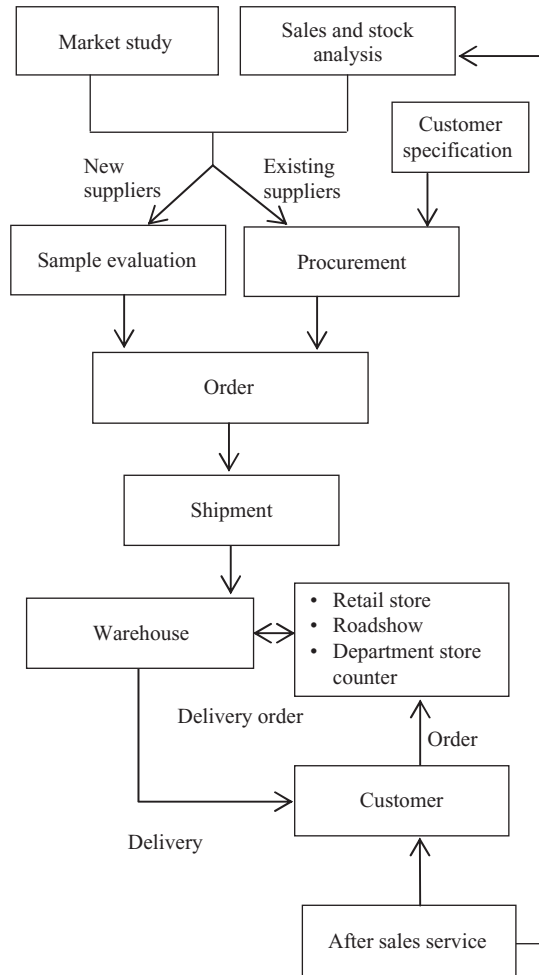 Market study
Sales and stock
analysis
Customer
specification
New
suppliers
Existing
suppliers
Sample evaluation
Procurement
Order
Shipment
Warehouse
• Retail store
• Roadshow
• Department store
counter
Delivery order
Order
Customer
Delivery
After sales service